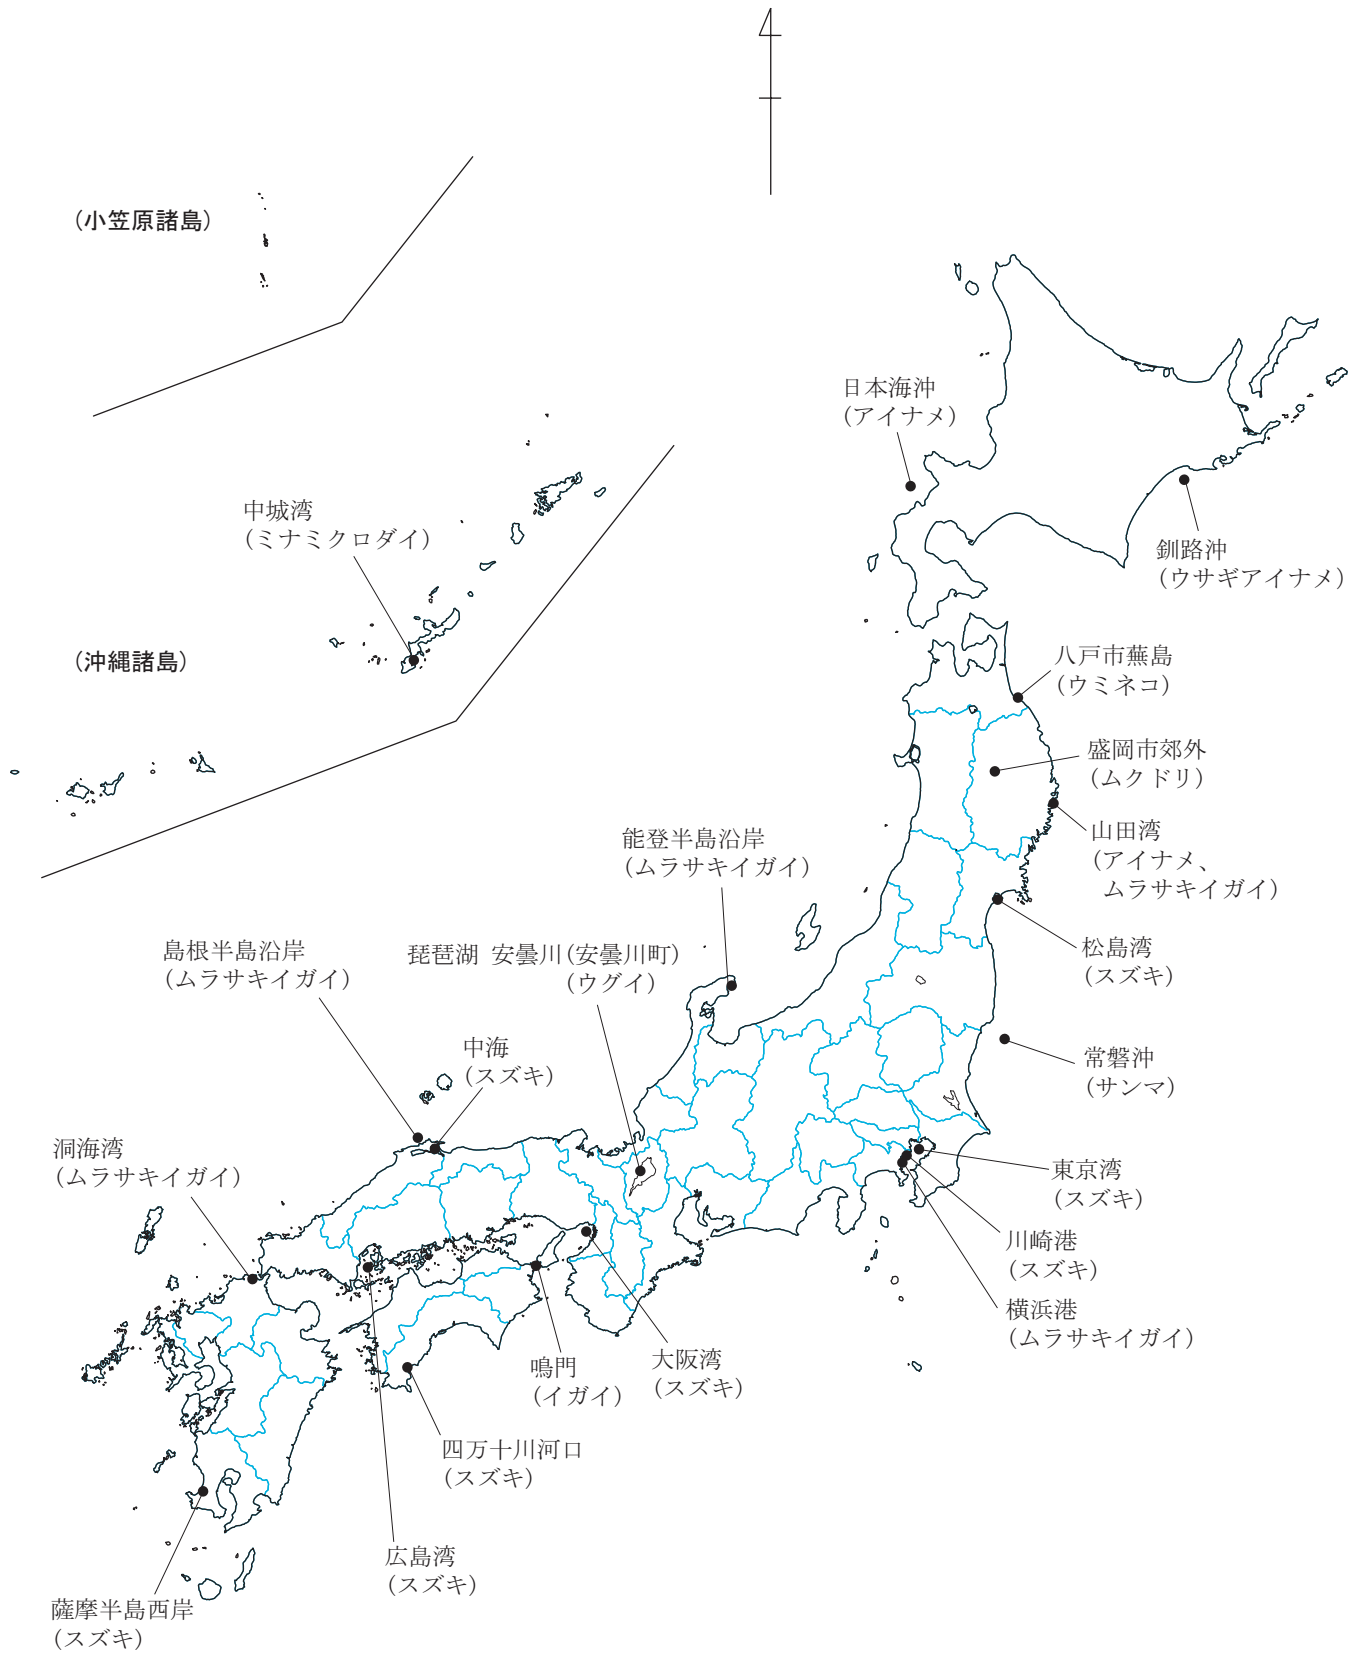 (小笠原諸島)
日本海沖
(アイナメ)
中城湾
(ミナミクロダイ)
釧路沖
(ウサギアイナメ)
(沖縄諸島)
八戸市蕪島
(ウミネコ)
盛岡市郊外
(ムクドリ)
山田湾
(アイナメ、
ムラサキイガイ)
能登半島沿岸
(ムラサキイガイ)
島根半島沿岸
(ムラサキイガイ)
琵琶湖 安曇川(安曇川町)
(ウグイ)
松島湾
(スズキ)
中海
(スズキ)
常磐沖
(サンマ)
洞海湾
(ムラサキイガイ)
東京湾
(スズキ)
川崎港
(スズキ)
横浜港
(ムラサキイガイ)
鳴門
(イガイ)
大阪湾
(スズキ)
四万十川河口
(スズキ)
広島湾
(スズキ)
薩摩半島西岸
(スズキ)